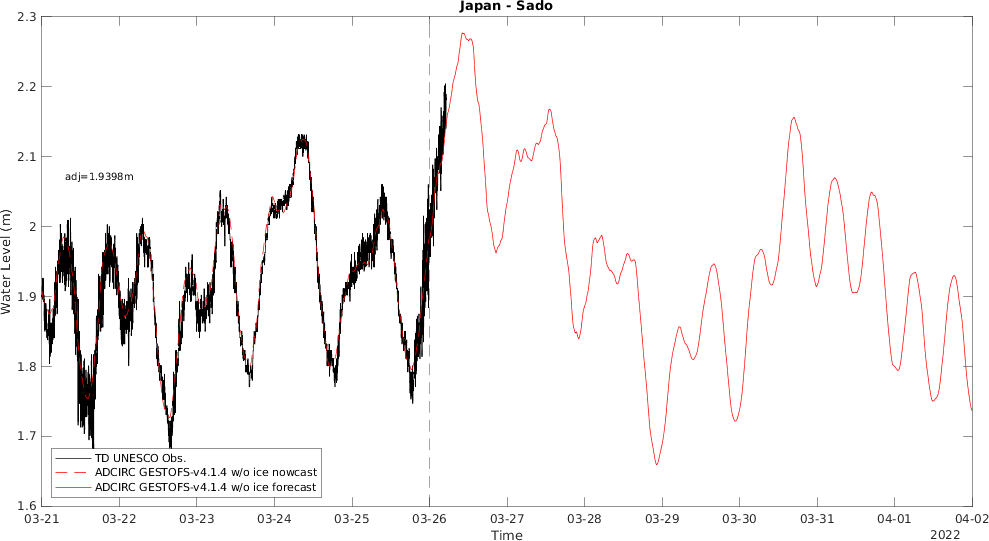 Japan - Sado
2.3
2.2
2.1
2
1.9
1.8
1.7
1.6
Water Level (m)
adj=1.9398m
TD UNESCO Obs.
ADCIRC GESTOFS-v4.1.4 w/o ice nowcast
ADCIRC GESTOFS-v4.1.4 w/o ice forecast
03-21 03-22 03-23 03-24 03-25 03-26 03-27 03-28 03-29 03-30 03-31 04-01 04-02
Time
2022